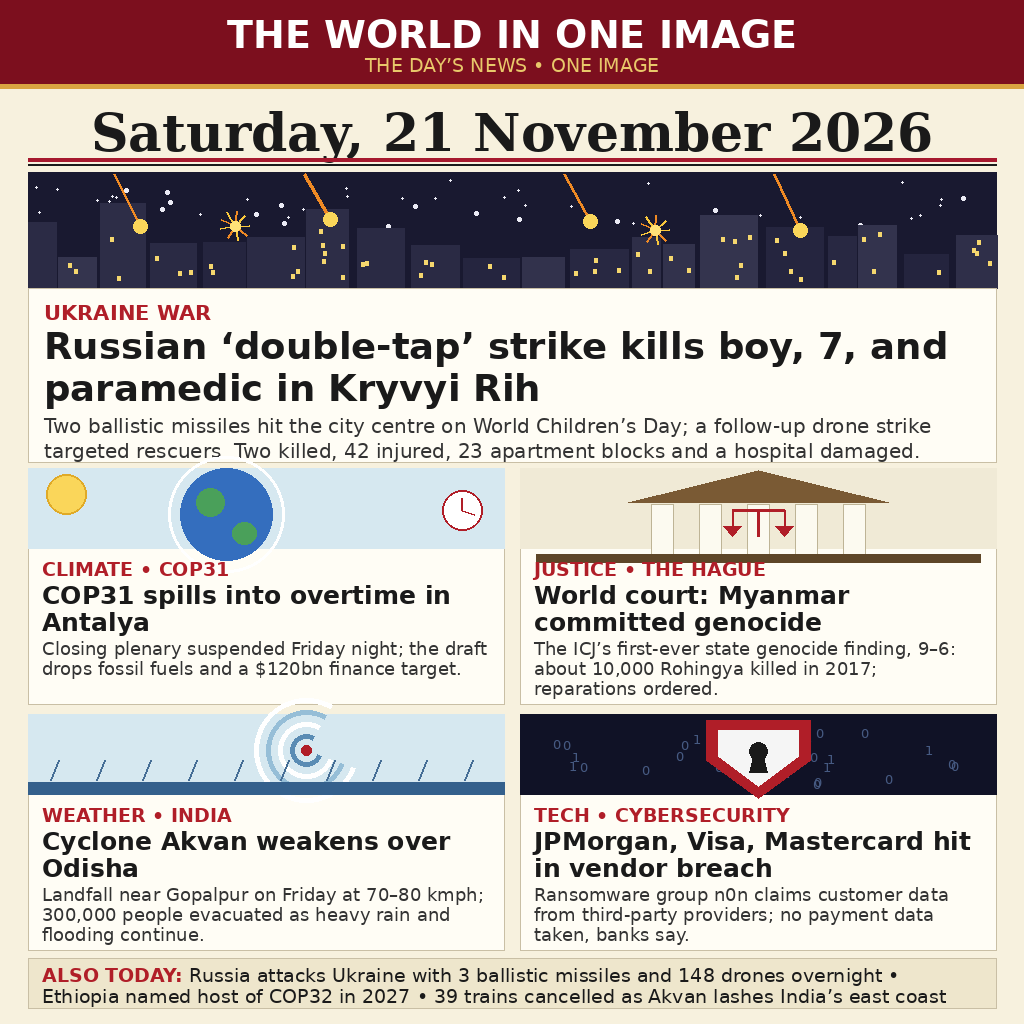 THE WORLD IN ONE IMAGE
THE DAY’S NEWS • ONE IMAGE
Saturday, 21 November 2026
UKRAINE WAR
Russian ‘double-tap’ strike kills boy, 7, and
paramedic in Kryvyi Rih
Two ballistic missiles hit the city centre on World Children’s Day; a follow-up drone strike
targeted rescuers. Two killed, 42 injured, 23 apartment blocks and a hospital damaged.
CLIMATE • COP31
COP31 spills into overtime in
Antalya
Closing plenary suspended Friday night; the draft
drops fossil fuels and a $120bn finance target.
JUSTICE • THE HAGUE
World court: Myanmar
committed genocide
The ICJ’s first-ever state genocide finding, 9–6:
about 10,000 Rohingya killed in 2017;
reparations ordered.
WEATHER • INDIA
Cyclone Akvan weakens over
Odisha
Landfall near Gopalpur on Friday at 70–80 kmph;
300,000 people evacuated as heavy rain and
flooding continue.
TECH • CYBERSECURITY
JPMorgan, Visa, Mastercard hit
in vendor breach
Ransomware group n0n claims customer data
from third-party providers; no payment data
taken, banks say.
ALSO TODAY: Russia attacks Ukraine with 3 ballistic missiles and 148 drones overnight •
Ethiopia named host of COP32 in 2027 • 39 trains cancelled as Akvan lashes India’s east coast